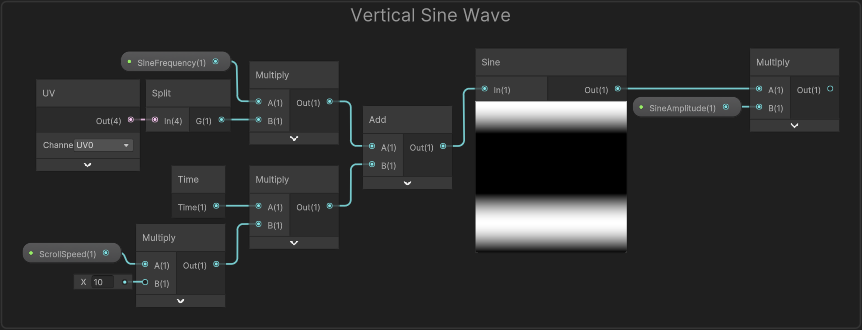 Vertical Sine Wave
SineFrequency(1)
Multiply
A(1)
B(1)
Out(1)
UV
Out(4)
Channe UV0
Split
In(4)
G(1)
Add
A(1)
B(1)
Out(1)
Sine
In(1)
Out(1)
SineAmplitude(1)
Multiply
A(1)
B(1)
Out(1)
Time
Time(1)
Multiply
A(1)
B(1)
Out(1)
ScrollSpeed(1)
X 10
Multiply
A(1)
B(1)
Out(1)